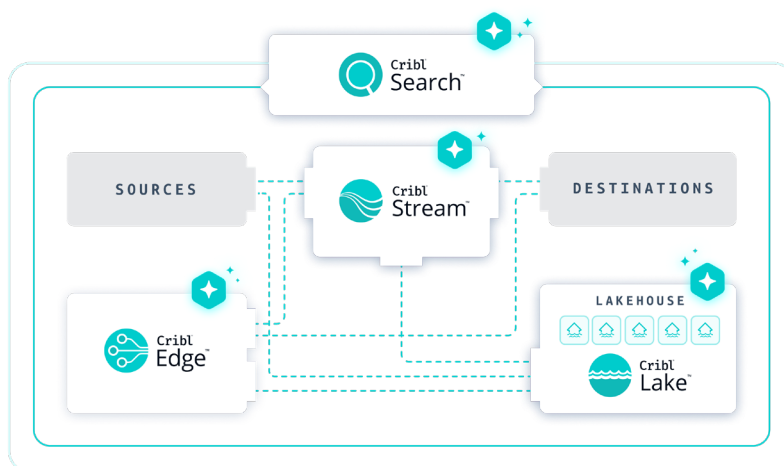 Cribl
Search™
SOURCES
Cribl
Stream™
DESTINATIONS
Cribl
Edge™
LAKEHOUSE
Cribl
Lake™